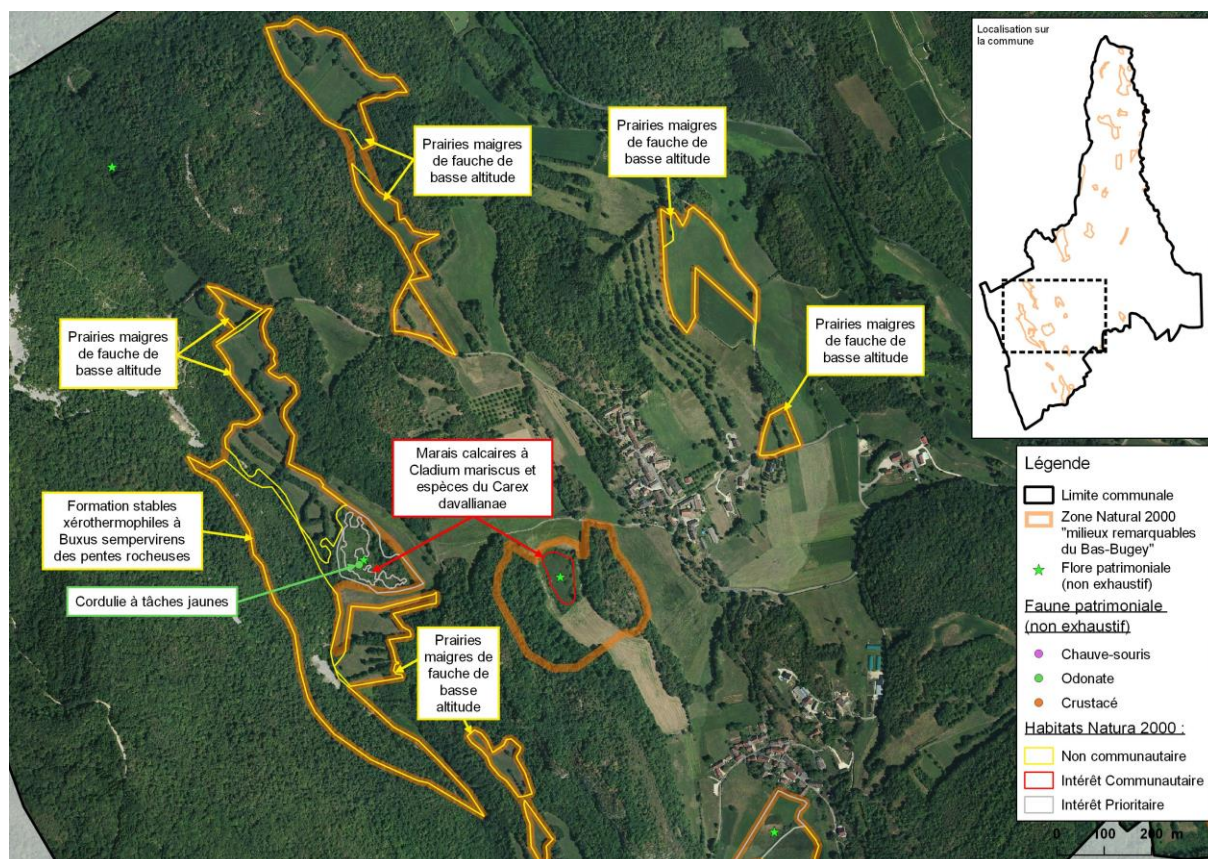 Localisation sur
la commune
Prairies maigres
de fauche de
basse altitude
Prairies maigres
de fauche de
basse altitude
Prairies maigres
de fauche de
basse altitude
Prairies maigres
de fauche de
basse altitude
Marais calcaires à
Cladium mariscus et
espèces du Carex
davallianae
Formation stables
xérothermophiles à
Buxus sempervirens
des pentes rocheuses
Cordulie à tâches jaunes
Prairies
maigres de
fauche de
basse
altitude
Légende
Limite communale
Zone Natural 2000
"milieux remarquables
du Bas-Bugey"
Flore patrimoniale
(non exhaustif)
Faune patrimoniale
(non exhaustif)
Chauve-souris
Odonate
Crustacé
Habitats Natura 2000 :
Non communautaire
Intérêt Communautaire
Intérêt Prioritaire
0 100 200 m